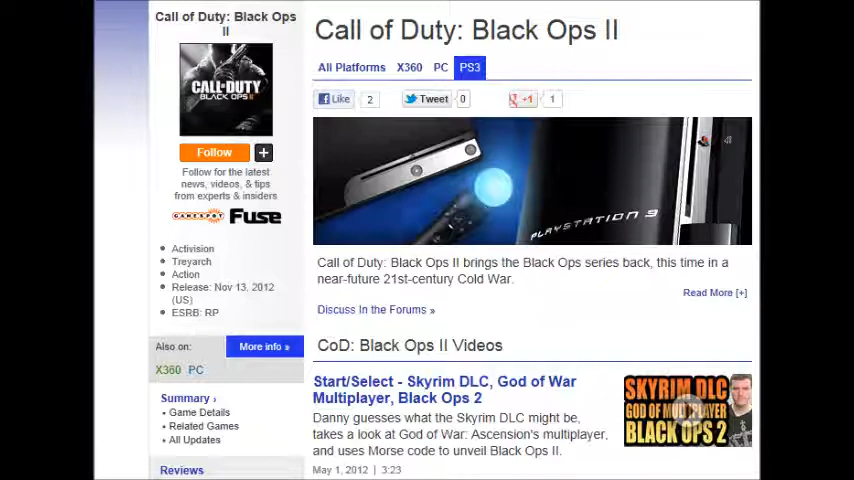 Call of Duty: Black Ops
II
CALL·DUTY
BLACK OPS II
Follow
+
Follow for the latest
news, videos, & tips
from experts & insiders
GAMESPOT Fuse
Activision
Treyarch
Action
Release: Nov 13, 2012
(US)
ESRB: RP
Also on:
More info »
X360 PC
Summary ›
Game Details
Related Games
All Updates
Reviews
Call of Duty: Black Ops II
All Platforms X360 PC PS3
Like 2 Tweet 0 +1 1
PLAYSTATION 3
Call of Duty: Black Ops II brings the Black Ops series back, this time in a
near-future 21st-century Cold War.
Read More [+]
Discuss In the Forums »
CoD: Black Ops II Videos
Start/Select - Skyrim DLC, God of War
Multiplayer, Black Ops 2
Danny guesses what the Skyrim DLC might be,
takes a look at God of War: Ascension's multiplayer,
and uses Morse code to unveil Black Ops II.
May 1, 2012 | 3:23
SKYRIM DLC
GOD OF MULTIPLAYER
BLACK OPS 2